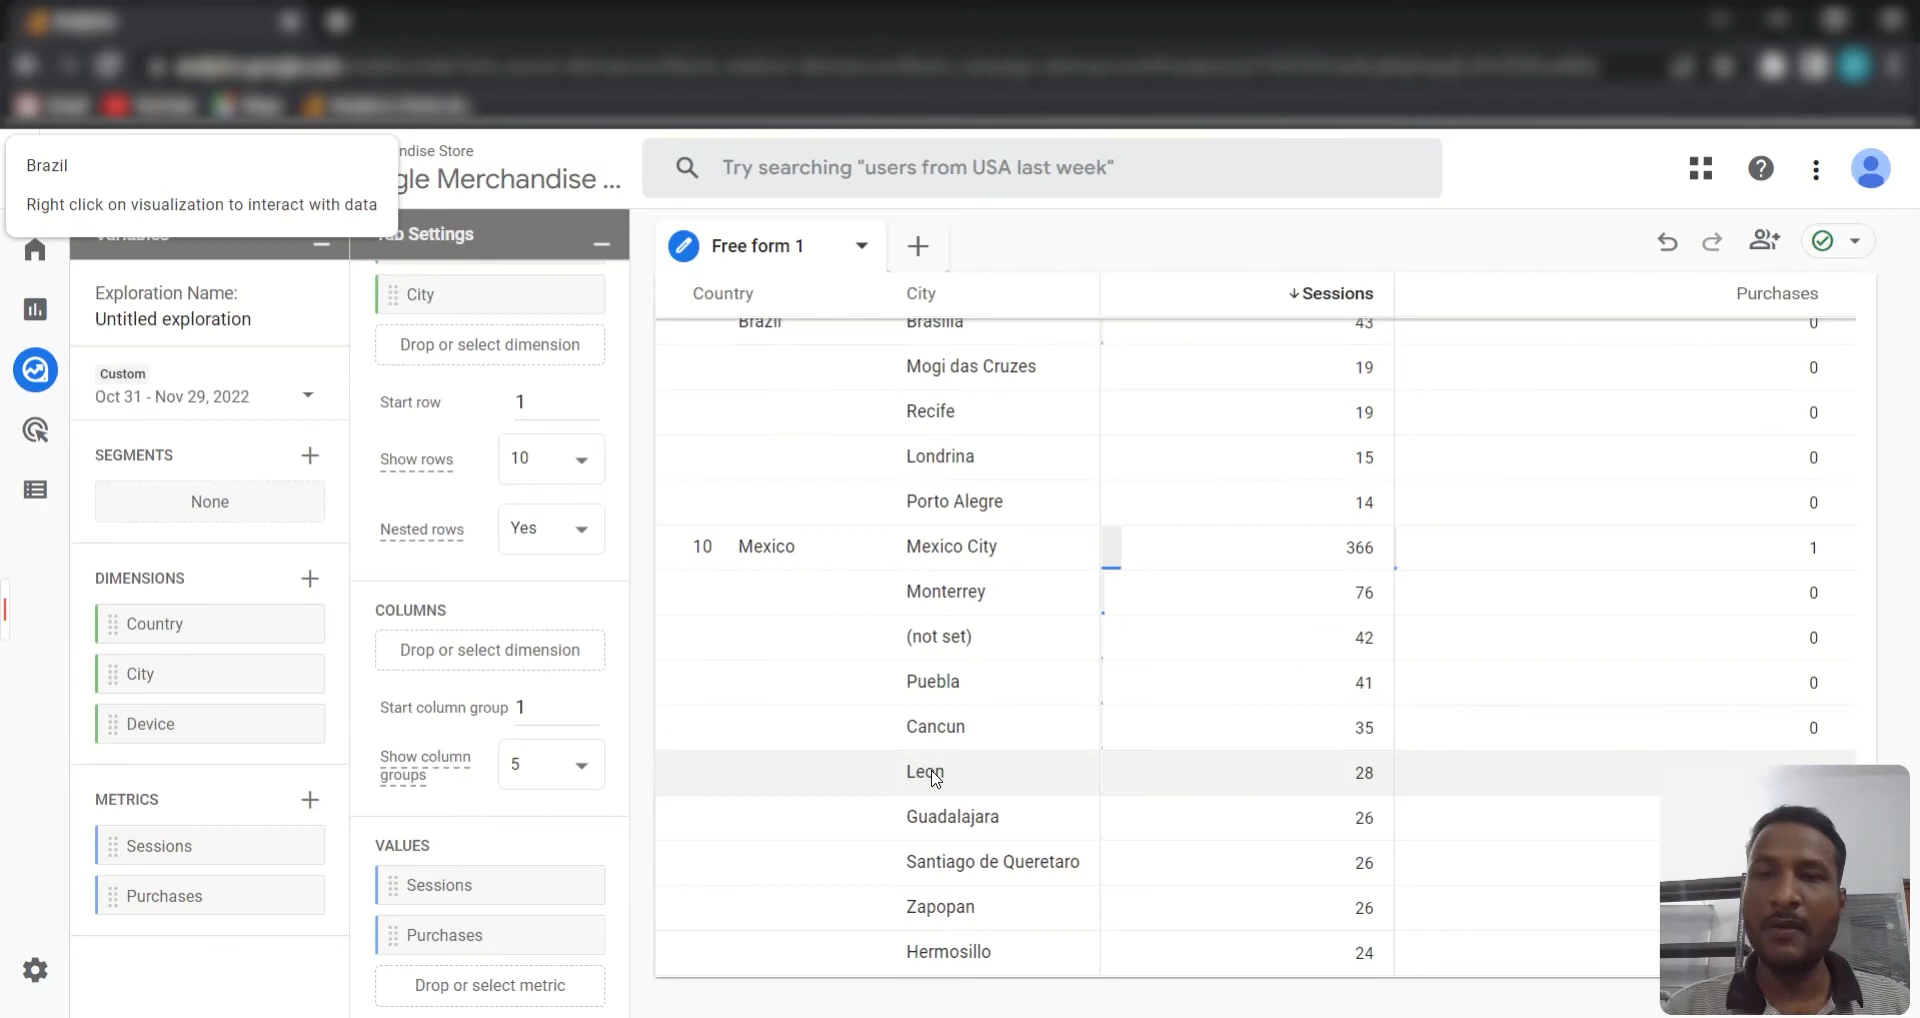 Brazil
Right click on visualization to interact with data
ndise Store
gle Merchandise ...
Try searching "users from USA last week"
Tab Settings
Exploration Name:
Untitled exploration
Custom
Oct 31 - Nov 29, 2022
SEGMENTS
None
DIMENSIONS
Country
City
Device
METRICS
Sessions
Purchases
City
Drop or select dimension
Start row 1
Show rows 10
Nested rows Yes
COLUMNS
Drop or select dimension
Start column group 1
Show column groups 5
VALUES
Sessions
Purchases
Drop or select metric
Free form 1
Country City ↓Sessions Purchases
Brazil Brasilia 43 0
Mogi das Cruzes 19 0
Recife 19 0
Londrina 15 0
Porto Alegre 14 0
10 Mexico Mexico City 366 1
Monterrey 76 0
(not set) 42 0
Puebla 41 0
Cancun 35 0
Leon 28
Guadalajara 26
Santiago de Queretaro 26
Zapopan 26
Hermosillo 24